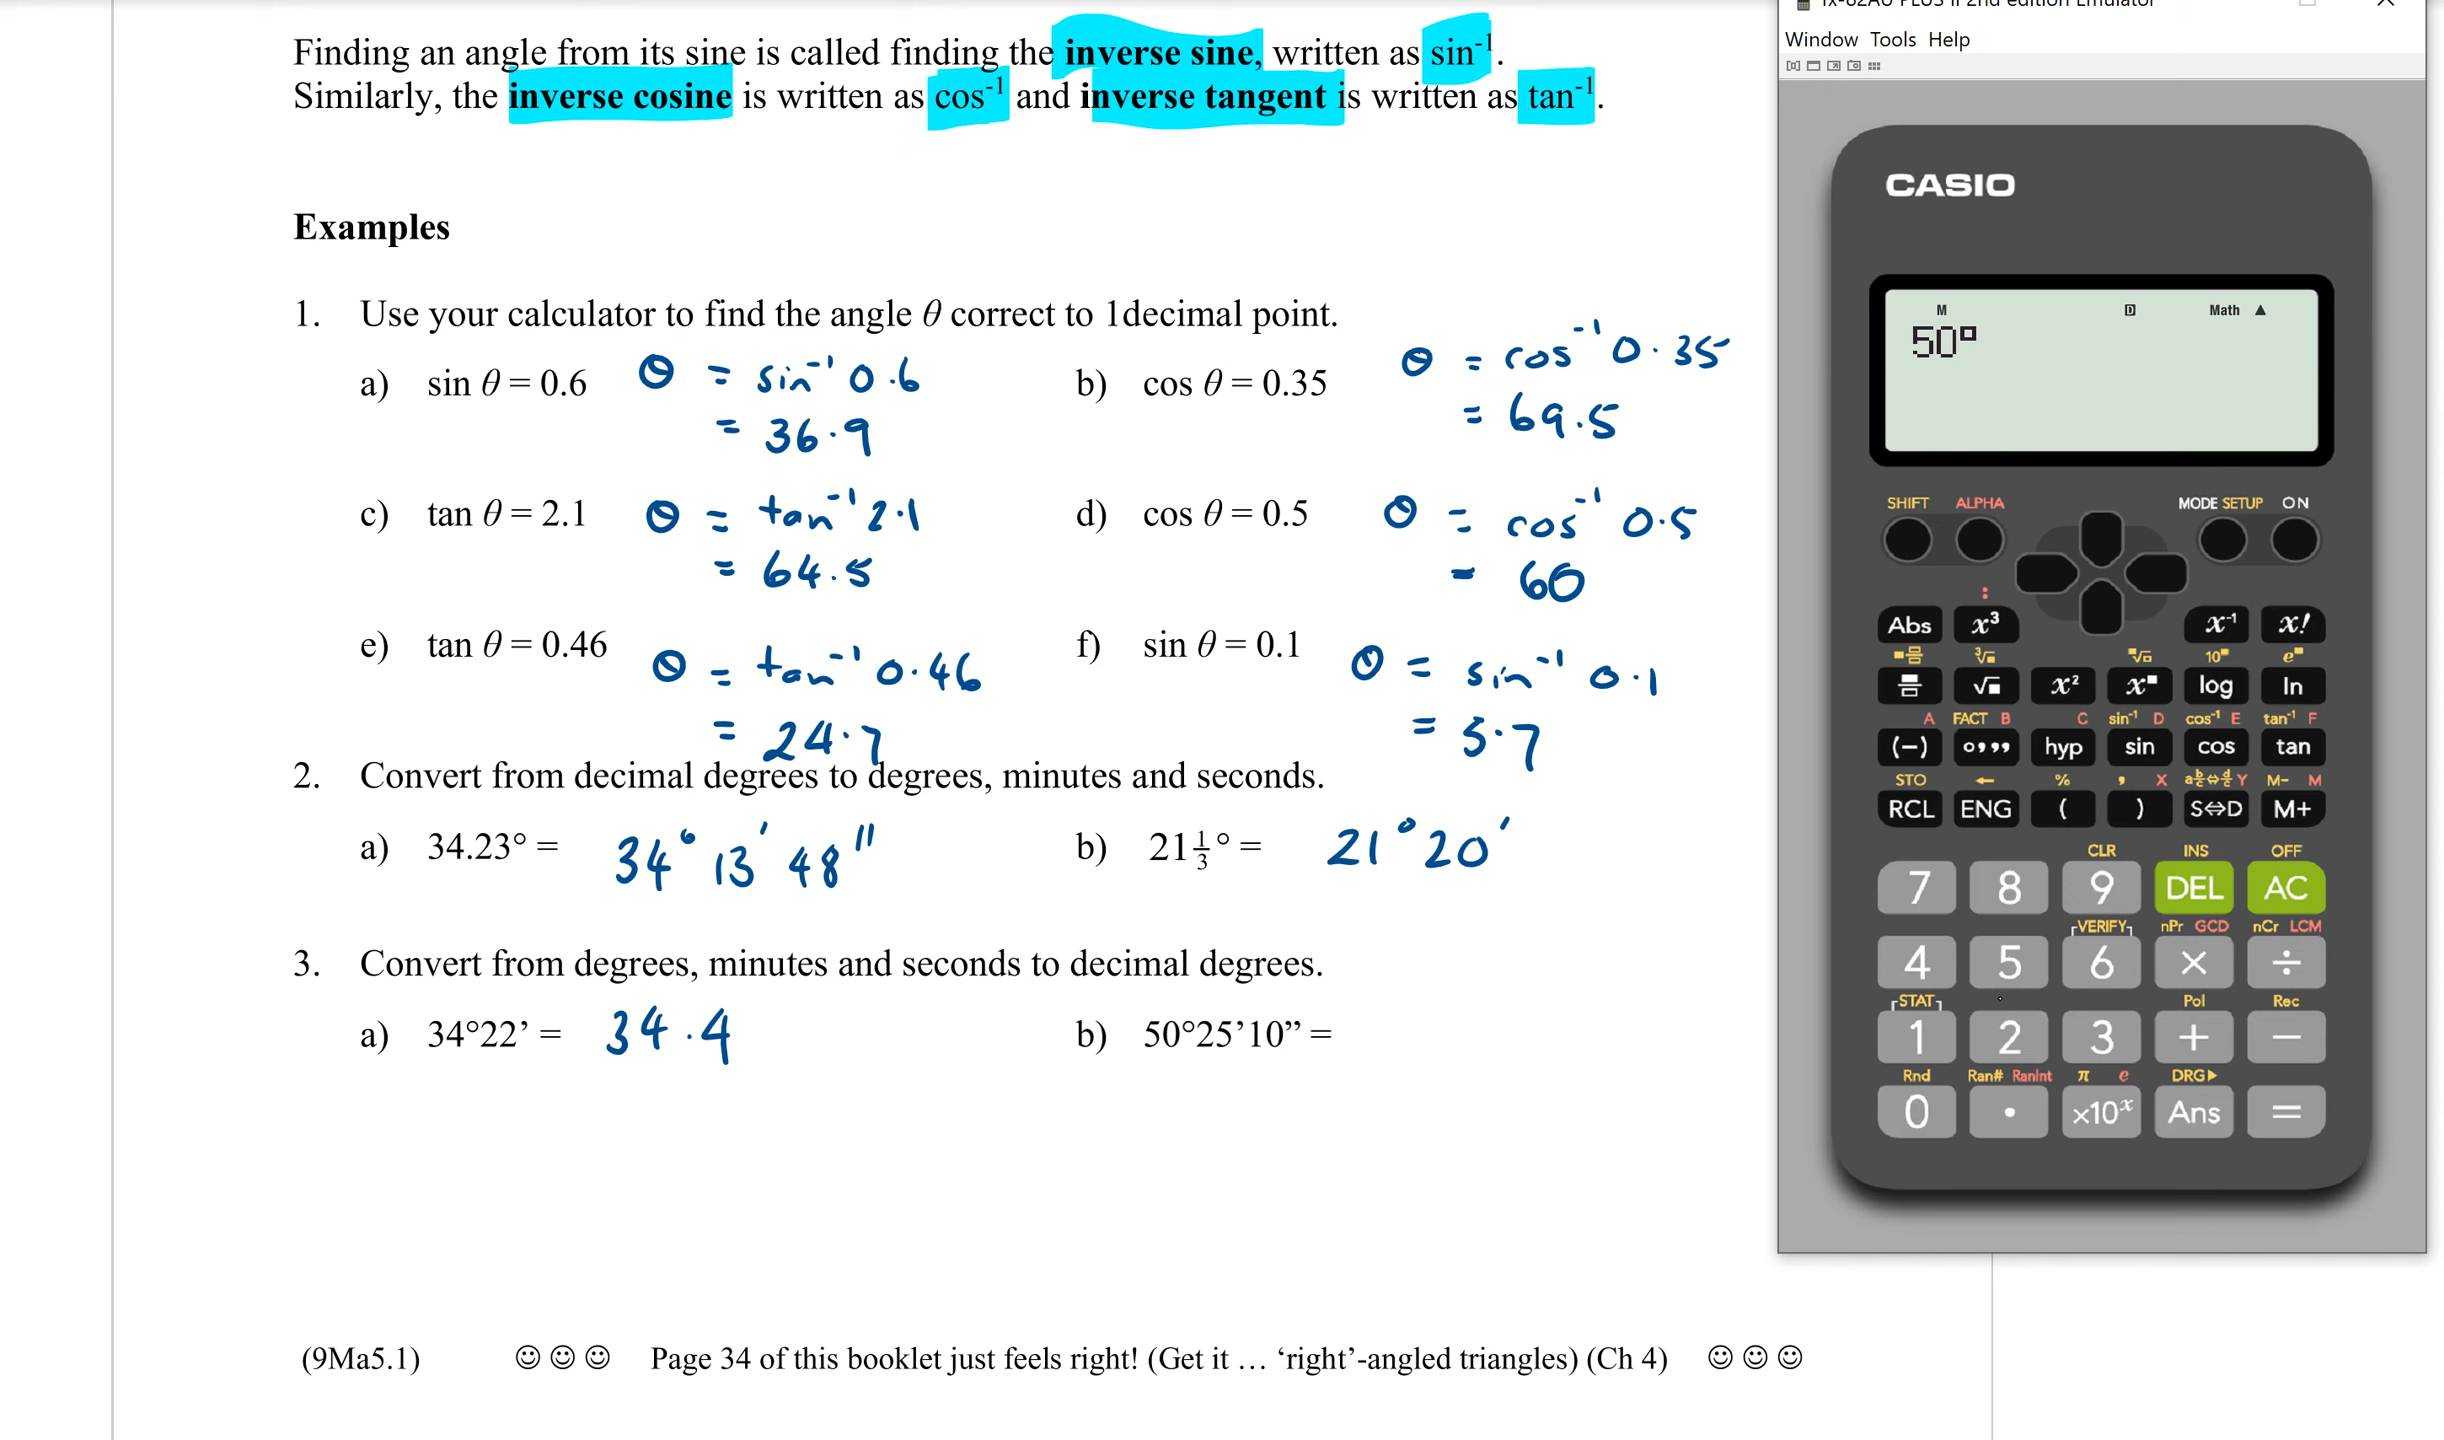 Finding an angle from its sine is called finding the inverse sine, written as sin⁻¹.
Similarly, the inverse cosine is written as cos⁻¹ and inverse tangent is written as tan⁻¹.
Examples
1. Use your calculator to find the angle θ correct to 1decimal point.
a) sin θ = 0.6 θ = sin⁻¹ 0.6
= 36.9
b) cos θ = 0.35 θ = cos⁻¹ 0.35
= 69.5
c) tan θ = 2.1 θ = tan⁻¹ 2.1
= 64.5
d) cos θ = 0.5 θ = cos⁻¹ 0.5
= 60
e) tan θ = 0.46 θ = tan⁻¹ 0.46
= 24.7
f) sin θ = 0.1 θ = sin⁻¹ 0.1
= 5.7
2. Convert from decimal degrees to degrees, minutes and seconds.
a) 34.23° = 34° 13' 48"
b) 21 1/3 ° = 21° 20'
3. Convert from degrees, minutes and seconds to decimal degrees.
a) 34°22’ = 34.4
b) 50°25’10” =
(9Ma5.1) ☺☺☺ Page 34 of this booklet just feels right! (Get it … ‘right’-angled triangles) (Ch 4) ☺☺☺
Window Tools Help
CASIO
M D Math ▲
50°
SHIFT ALPHA MODE SETUP ON
:
Abs x³ x⁻¹ x!
∛■ ■√□ 10■ e■
√■ x² x■ log ln
A FACT B C sin⁻¹ D cos⁻¹ E tan⁻¹ F
(−) °,,, hyp sin cos tan
STO ← % , X a b/c⇔d/c Y M− M
RCL ENG ( ) S⇔D M+
CLR INS OFF
7 8 9 DEL AC
VERIFY nPr GCD nCr LCM
4 5 6 × ÷
STAT Pol Rec
1 2 3 + −
Rnd Ran# RanInt π e DRG▶
0 . ×10ˣ Ans =